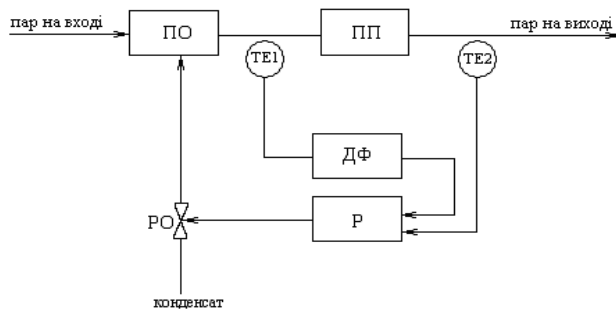 пар на вході
ПО
ПП
пар на виході
ТЕ1
ТЕ2
ДФ
Р
РО
конденсат